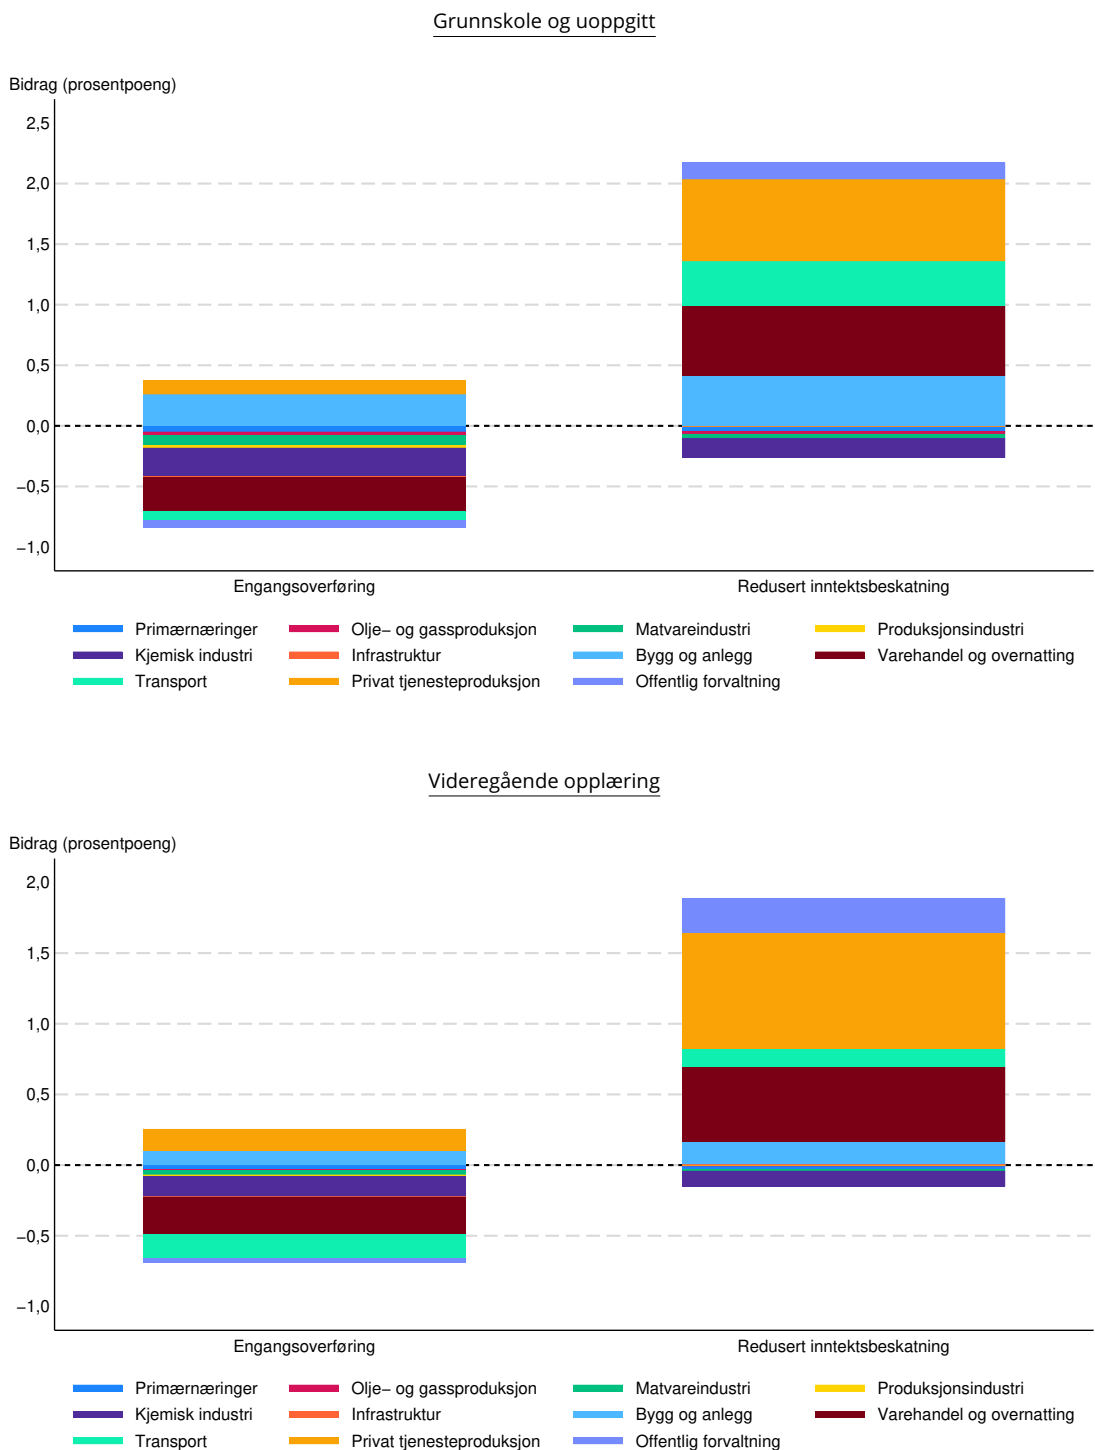 Grunnskole og uoppgitt
Bidrag (prosentpoeng)
2,5
2,0
1,5
1,0
0,5
0,0
−0,5
−1,0
Engangsoverføring Redusert inntektsbeskatning
Primærnæringer Olje− og gassproduksjon Matvareindustri Produksjonsindustri
Kjemisk industri Infrastruktur Bygg og anlegg Varehandel og overnatting
Transport Privat tjenesteproduksjon Offentlig forvaltning
Videregående opplæring
Bidrag (prosentpoeng)
2,0
1,5
1,0
0,5
0,0
−0,5
−1,0
Engangsoverføring Redusert inntektsbeskatning
Primærnæringer Olje− og gassproduksjon Matvareindustri Produksjonsindustri
Kjemisk industri Infrastruktur Bygg og anlegg Varehandel og overnatting
Transport Privat tjenesteproduksjon Offentlig forvaltning